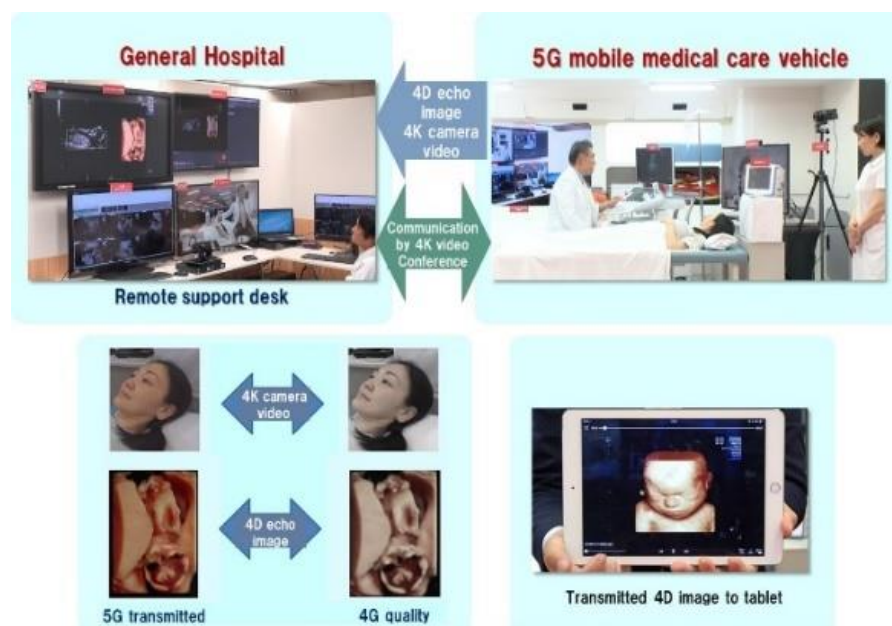 General Hospital
5G mobile medical care vehicle
4D echo
image
4K camera
video
Communication
by 4K video
Conference
Remote support desk
4K camera
video
4D echo
image
5G transmitted
4G quality
Transmitted 4D image to tablet